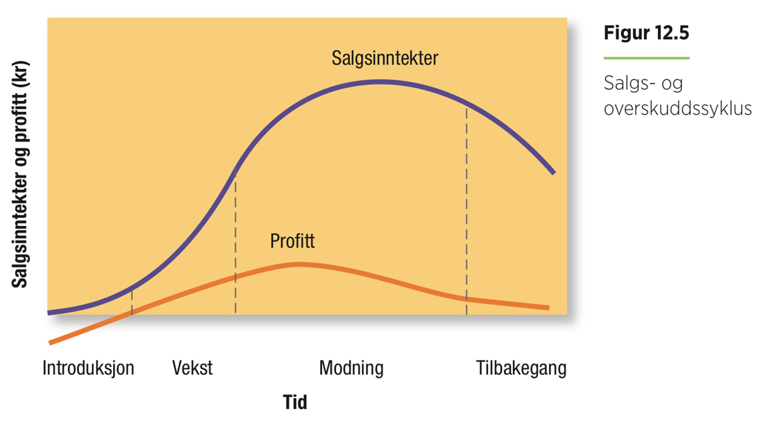 Salgsinntekter og profitt (kr)
Salgsinntekter
Profitt
Introduksjon
Vekst
Modning
Tilbakegang
Tid
Figur 12.5
Salgs- og
overskuddssyklus